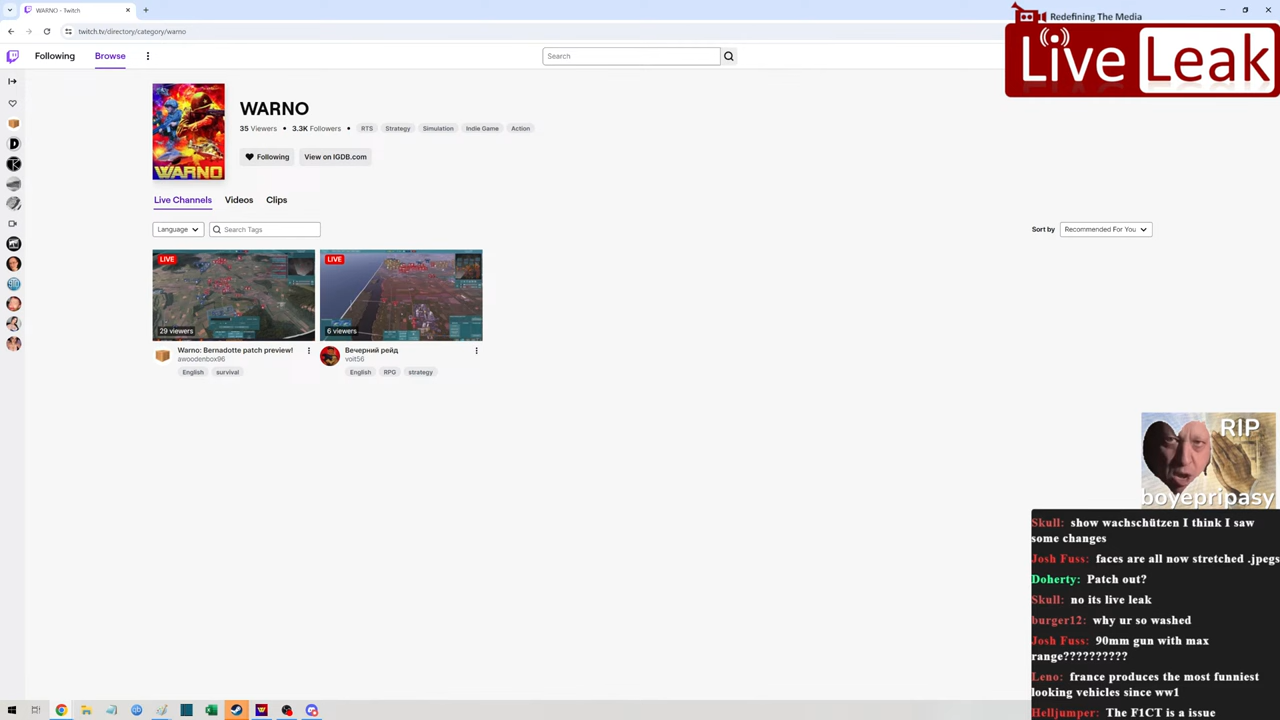 WARNO - Twitch
twitch.tv/directory/category/warno
Redefining The Media
Live Leak
Following
Browse
Search
WARNO
WARNO
35 Viewers • 3.3K Followers • RTS Strategy Simulation Indie Game Action
Following
View on IGDB.com
Live Channels
Videos
Clips
Language
Search Tags
Sort by
Recommended For You
LIVE
29 viewers
LIVE
6 viewers
Warno: Bernadotte patch preview!
awoodenbox96
English
survival
Вечерний рейд
volt56
English
RPG
strategy
RIP
boyepripasy
Skull: show wachschützen I think I saw
some changes
Josh Fuss: faces are all now stretched .jpegs
Doherty: Patch out?
Skull: no its live leak
burger12: why ur so washed
Josh Fuss: 90mm gun with max
range??????????
Leno: france produces the most funniest
looking vehicles since ww1
Helljumper: The F1CT is a issue